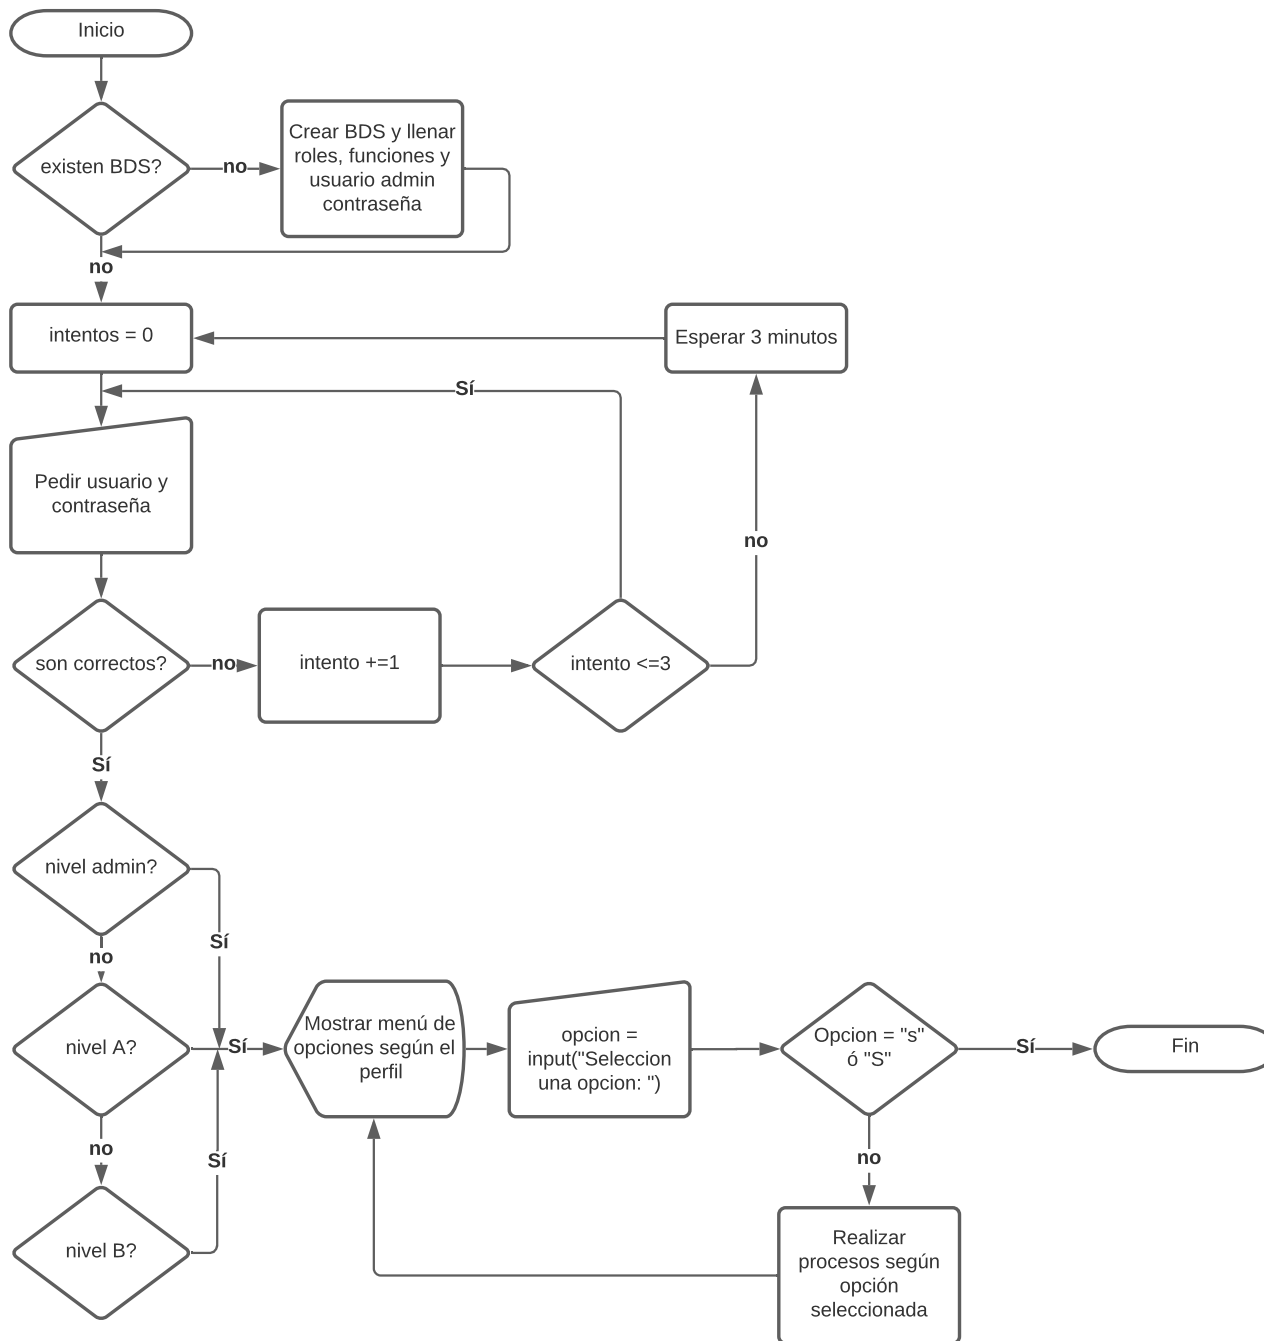 Inicio
existen BDS?
no
Crear BDS y llenar
roles, funciones y
usuario admin
contraseña
no
intentos = 0
Esperar 3 minutos
Sí
Pedir usuario y
contraseña
no
son correctos?
no
intento +=1
intento <=3
Sí
nivel admin?
Sí
no
nivel A?
Sí
Mostrar menú de
opciones según el
perfil
opcion =
input("Seleccion
una opcion: ")
Opcion = "s"
ó "S"
Sí
Fin
no
Sí
no
nivel B?
Realizar
procesos según
opción
seleccionada